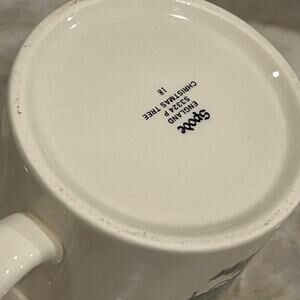 Spode
ENGLAND
S3324 P
CHRISTMAS TREE
18